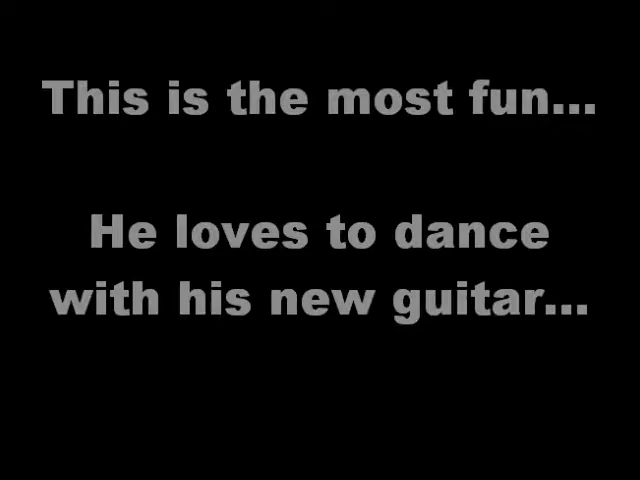 This is the most fun...
He loves to dance
with his new guitar...